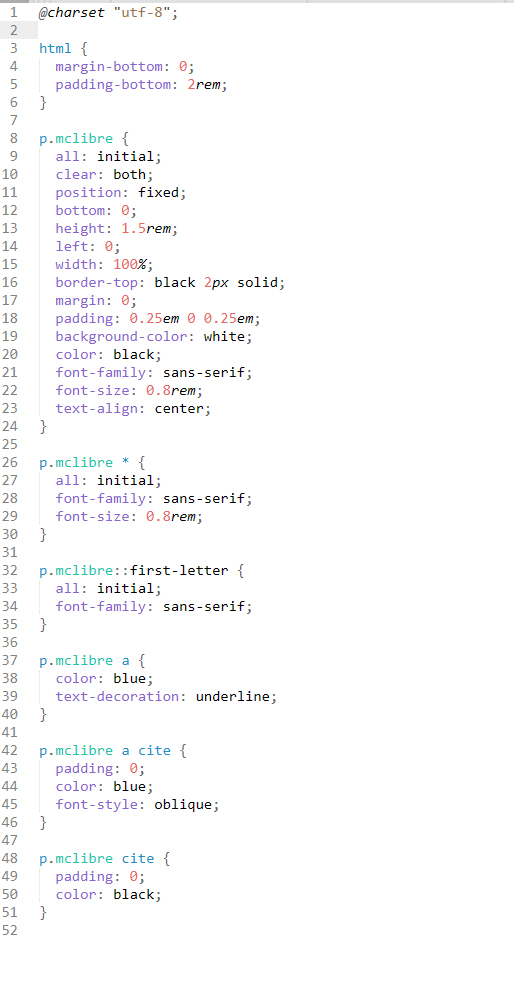 1 @charset "utf-8";
2
3 html {
4   margin-bottom: 0;
5   padding-bottom: 2rem;
6 }
7
8 p.mclibre {
9   all: initial;
10   clear: both;
11   position: fixed;
12   bottom: 0;
13   height: 1.5rem;
14   left: 0;
15   width: 100%;
16   border-top: black 2px solid;
17   margin: 0;
18   padding: 0.25em 0 0.25em;
19   background-color: white;
20   color: black;
21   font-family: sans-serif;
22   font-size: 0.8rem;
23   text-align: center;
24 }
25
26 p.mclibre * {
27   all: initial;
28   font-family: sans-serif;
29   font-size: 0.8rem;
30 }
31
32 p.mclibre::first-letter {
33   all: initial;
34   font-family: sans-serif;
35 }
36
37 p.mclibre a {
38   color: blue;
39   text-decoration: underline;
40 }
41
42 p.mclibre a cite {
43   padding: 0;
44   color: blue;
45   font-style: oblique;
46 }
47
48 p.mclibre cite {
49   padding: 0;
50   color: black;
51 }
52